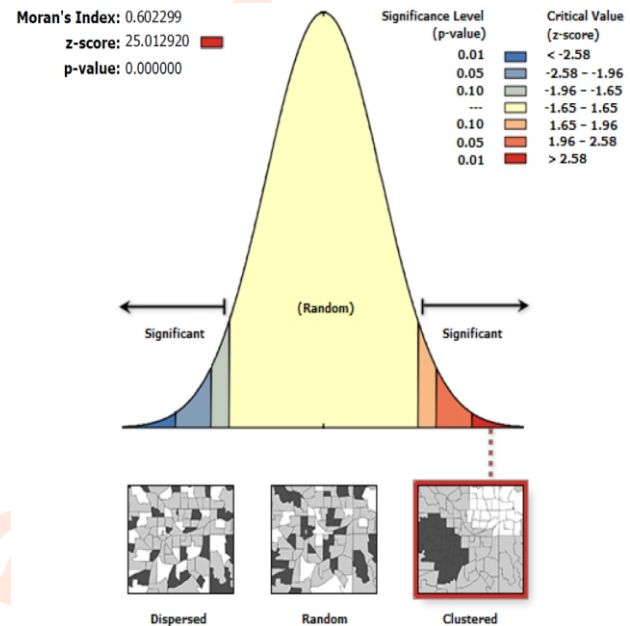 Moran's Index: 0.602299
z-score: 25.012920
p-value: 0.000000
Significance Level
(p-value)
Critical Value
(z-score)
0.01 < -2.58
0.05 -2.58 – -1.96
0.10 -1.96 – -1.65
--- -1.65 – 1.65
0.10 1.65 – 1.96
0.05 1.96 – 2.58
0.01 > 2.58
(Random)
Significant
Significant
Dispersed
Random
Clustered